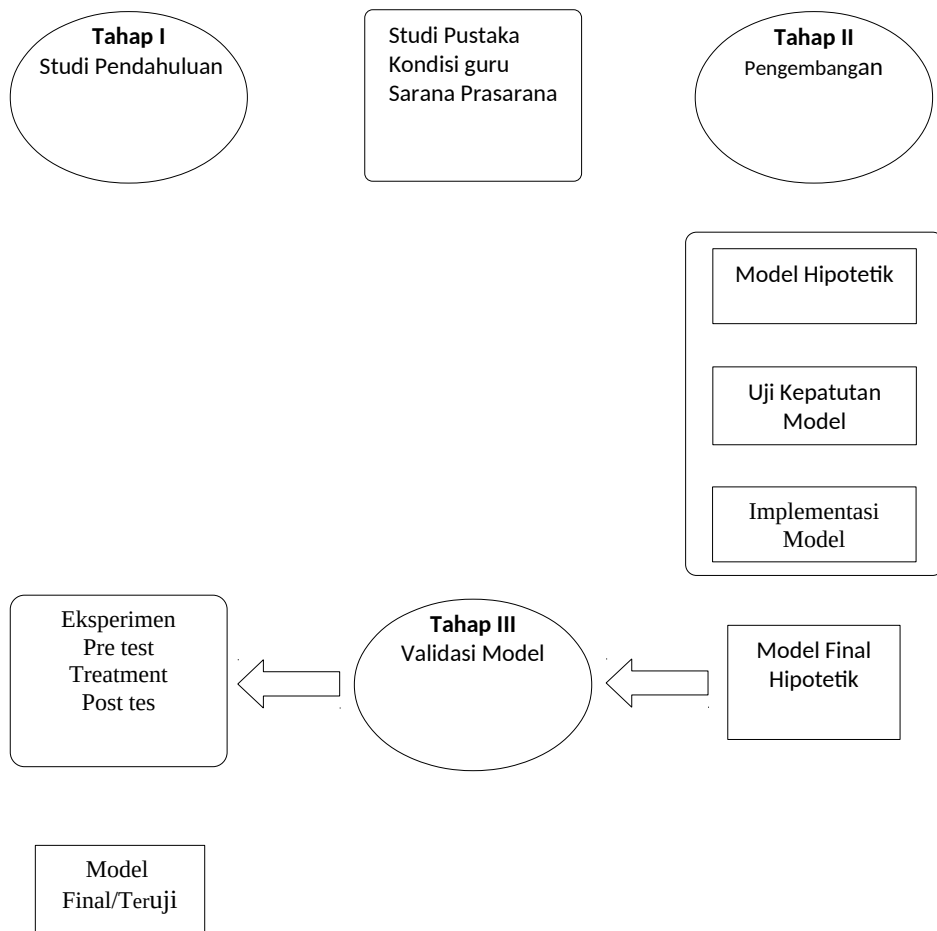 Tahap I
Studi Pendahuluan
Studi Pustaka
Kondisi guru
Sarana Prasarana
Tahap II
Pengembangan
Model Hipotetik
Uji Kepatutan
Model
Implementasi
Model
Eksperimen
Pre test
Treatment
Post tes
Tahap III
Validasi Model
Model Final
Hipotetik
Model
Final/Teruji